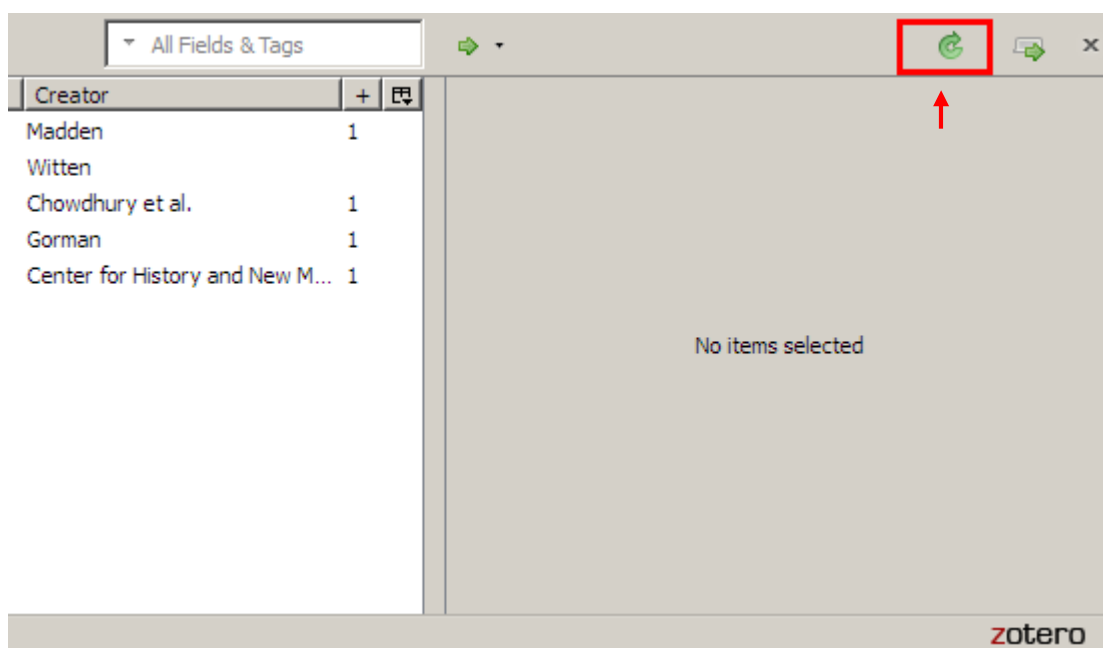 All Fields & Tags
Creator +
Madden 1
Witten
Chowdhury et al. 1
Gorman 1
Center for History and New M... 1
No items selected
zotero